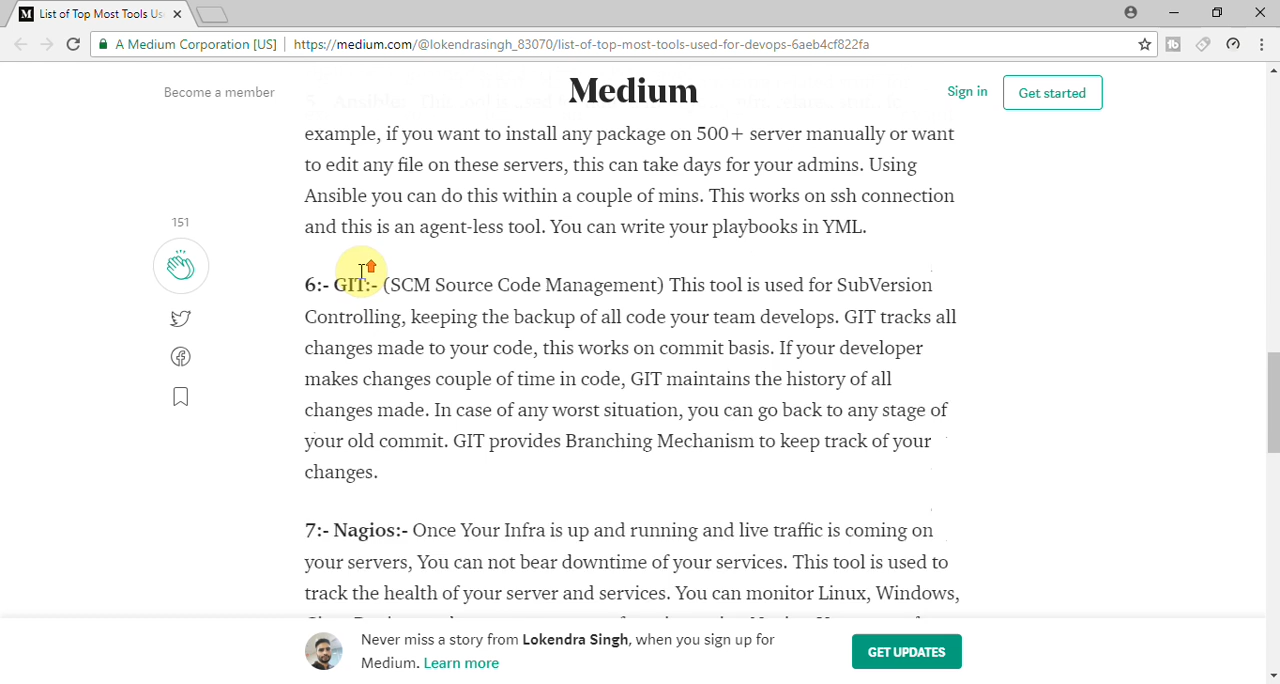 List of Top Most Tools Us
A Medium Corporation [US] https://medium.com/@lokendrasingh_83070/list-of-top-most-tools-used-for-devops-6aeb4cf822fa
Become a member
Medium
Sign in
Get started
example, if you want to install any package on 500+ server manually or want
to edit any file on these servers, this can take days for your admins. Using
Ansible you can do this within a couple of mins. This works on ssh connection
and this is an agent-less tool. You can write your playbooks in YML.
151
6:- GIT:- (SCM Source Code Management) This tool is used for SubVersion
Controlling, keeping the backup of all code your team develops. GIT tracks all
changes made to your code, this works on commit basis. If your developer
makes changes couple of time in code, GIT maintains the history of all
changes made. In case of any worst situation, you can go back to any stage of
your old commit. GIT provides Branching Mechanism to keep track of your
changes.
7:- Nagios:- Once Your Infra is up and running and live traffic is coming on
your servers, You can not bear downtime of your services. This tool is used to
track the health of your server and services. You can monitor Linux, Windows,
Never miss a story from Lokendra Singh, when you sign up for
Medium. Learn more
GET UPDATES